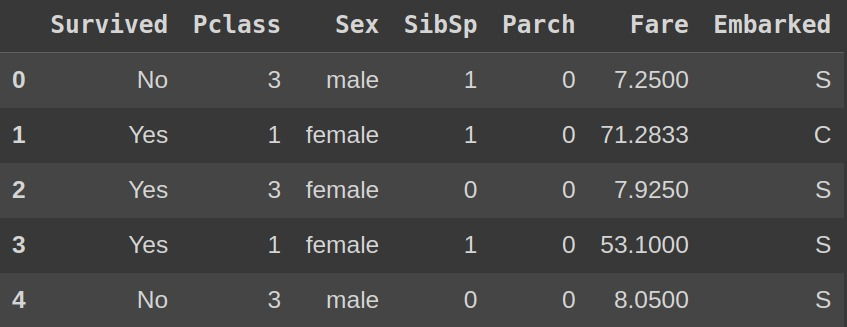 Survived Pclass Sex SibSp Parch Fare Embarked
0 No 3 male 1 0 7.2500 S
1 Yes 1 female 1 0 71.2833 C
2 Yes 3 female 0 0 7.9250 S
3 Yes 1 female 1 0 53.1000 S
4 No 3 male 0 0 8.0500 S